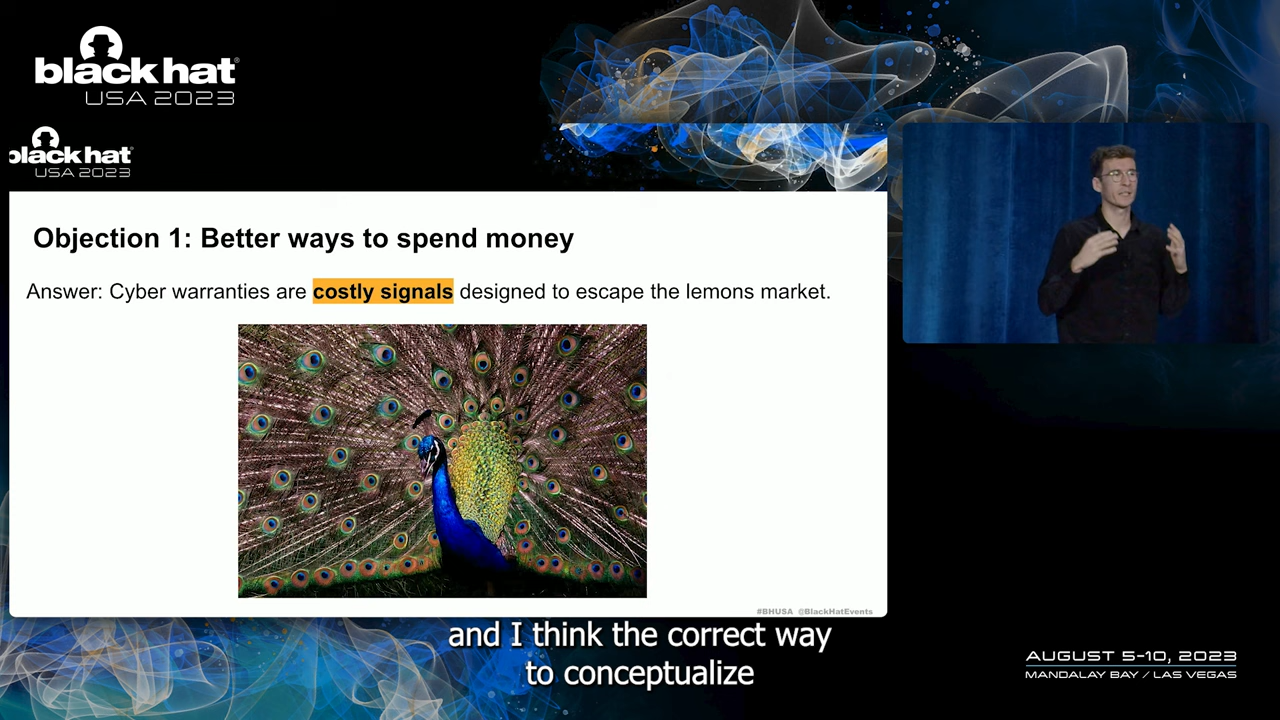 black hat
USA 2023
black hat
USA 2023
Objection 1: Better ways to spend money
Answer: Cyber warranties are costly signals designed to escape the lemons market.
#BHUSA @BlackHatEvents
and I think the correct way
to conceptualize
AUGUST 5-10, 2023
MANDALAY BAY / LAS VEGAS